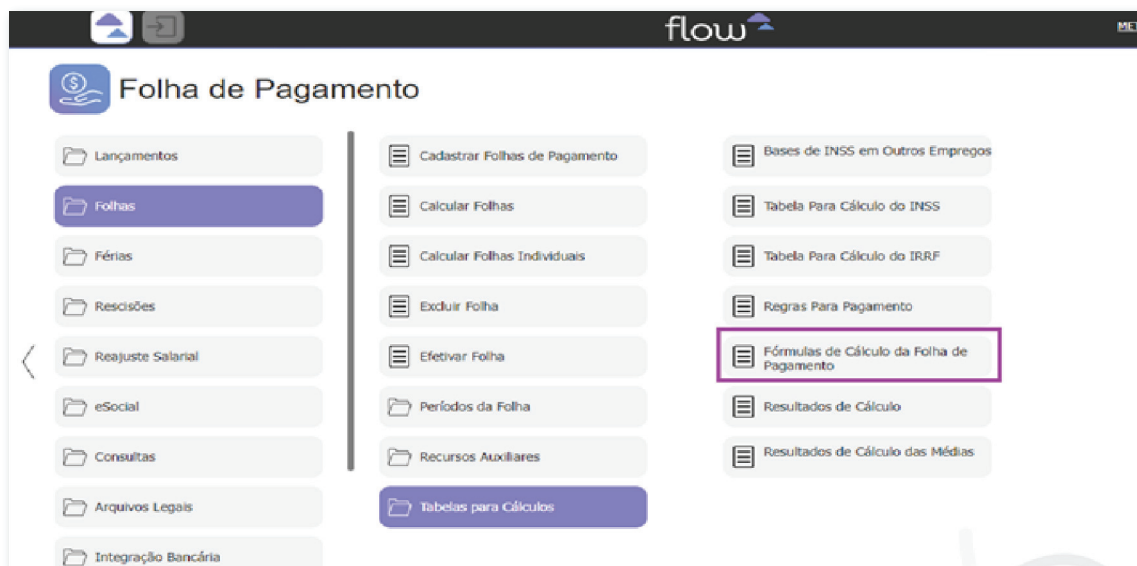 flow
MET
Folha de Pagamento
Lançamentos
Folhas
Férias
Rescisões
Reajuste Salarial
eSocial
Consultas
Arquivos Legais
Integração Bancária
Cadastrar Folhas de Pagamento
Calcular Folhas
Calcular Folhas Individuais
Excluir Folha
Efetivar Folha
Períodos da Folha
Recursos Auxiliares
Tabelas para Cálculos
Bases de INSS em Outros Empregos
Tabela Para Cálculo do INSS
Tabela Para Cálculo do IRRF
Regras Para Pagamento
Fórmulas de Cálculo da Folha de
Pagamento
Resultados de Cálculo
Resultados de Cálculo das Médias